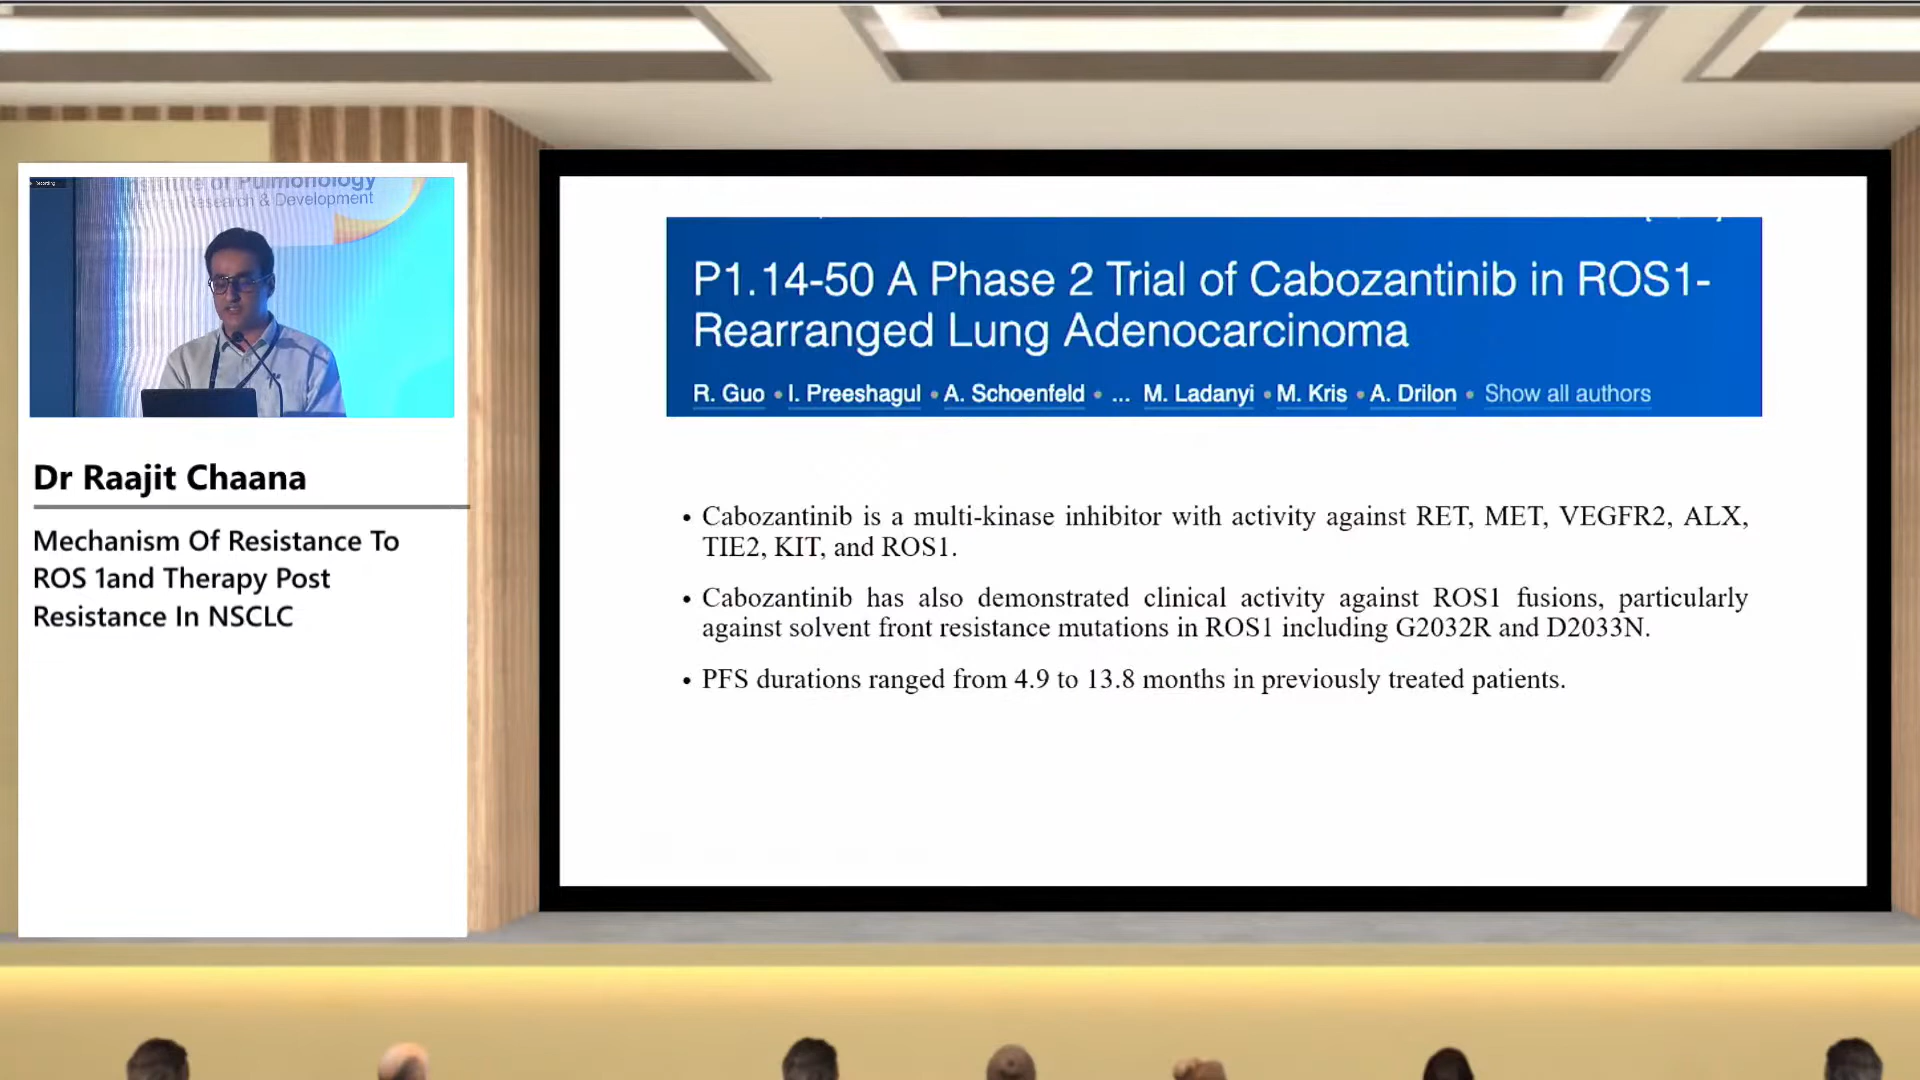 Recording
Institute of Pulmonology
Medical Research & Development
Dr Raajit Chaana
Mechanism Of Resistance To
ROS 1and Therapy Post
Resistance In NSCLC
P1.14-50 A Phase 2 Trial of Cabozantinib in ROS1-
Rearranged Lung Adenocarcinoma
R. Guo • I. Preeshagul • A. Schoenfeld • ... M. Ladanyi • M. Kris • A. Drilon • Show all authors
• Cabozantinib is a multi-kinase inhibitor with activity against RET, MET, VEGFR2, ALX,
TIE2, KIT, and ROS1.
• Cabozantinib has also demonstrated clinical activity against ROS1 fusions, particularly
against solvent front resistance mutations in ROS1 including G2032R and D2033N.
• PFS durations ranged from 4.9 to 13.8 months in previously treated patients.